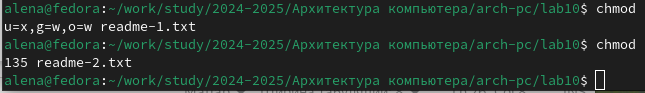 alena@fedora:~/work/study/2024-2025/Архитектура компьютера/arch-pc/lab10$ chmod
u=x,g=w,o=w readme-1.txt
alena@fedora:~/work/study/2024-2025/Архитектура компьютера/arch-pc/lab10$ chmod
135 readme-2.txt
alena@fedora:~/work/study/2024-2025/Архитектура компьютера/arch-pc/lab10$